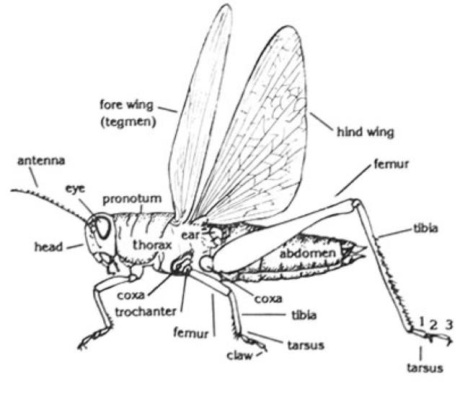 fore wing
(tegmen)
hind wing
antenna
femur
eye
pronotum
tibia
head
ear
thorax
abdomen
coxa
coxa
trochanter
tibia
femur
tarsus
claw
1 2 3
tarsus